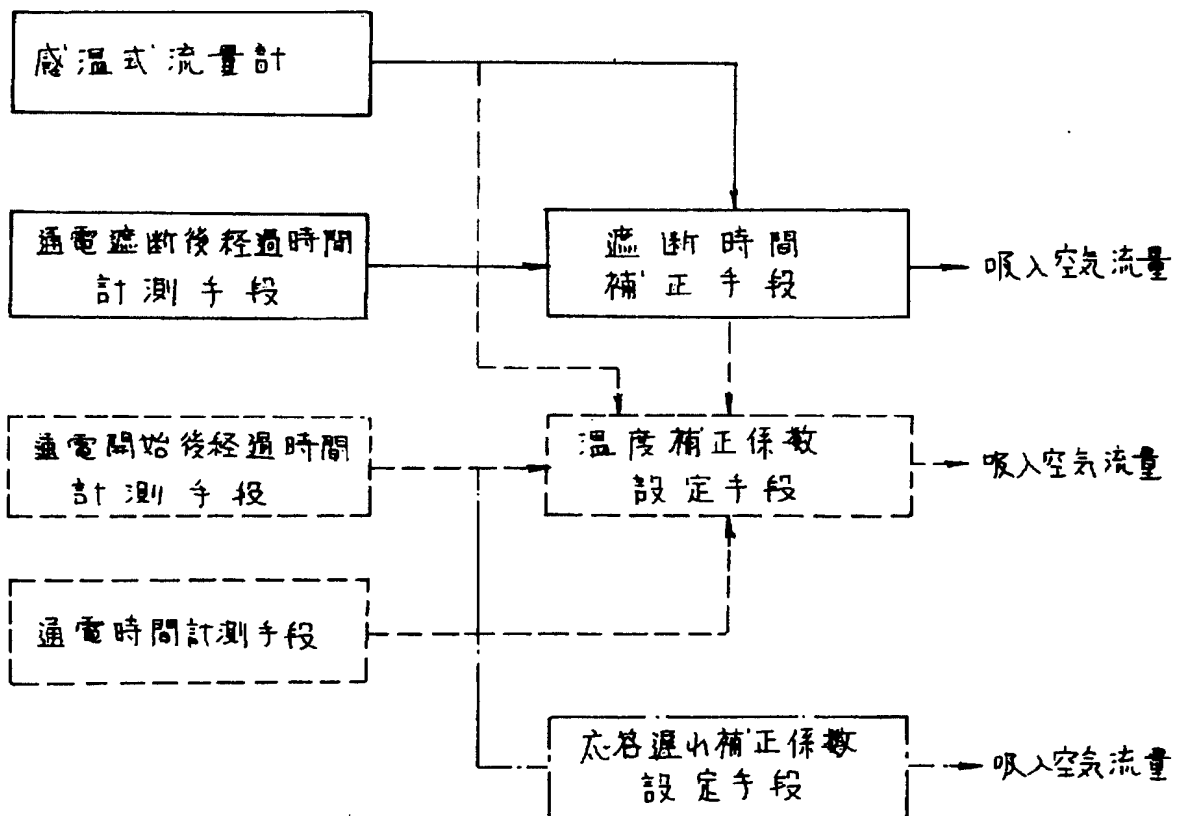 感温式流量計
通電遮断後経過時間
計測手段
遮断時間
補正手段
吸入空気流量
通電開始後経過時間
計測手段
温度補正係数
設定手段
吸入空気流量
通電時間計測手段
応答遅れ補正係数
設定手段
吸入空気流量